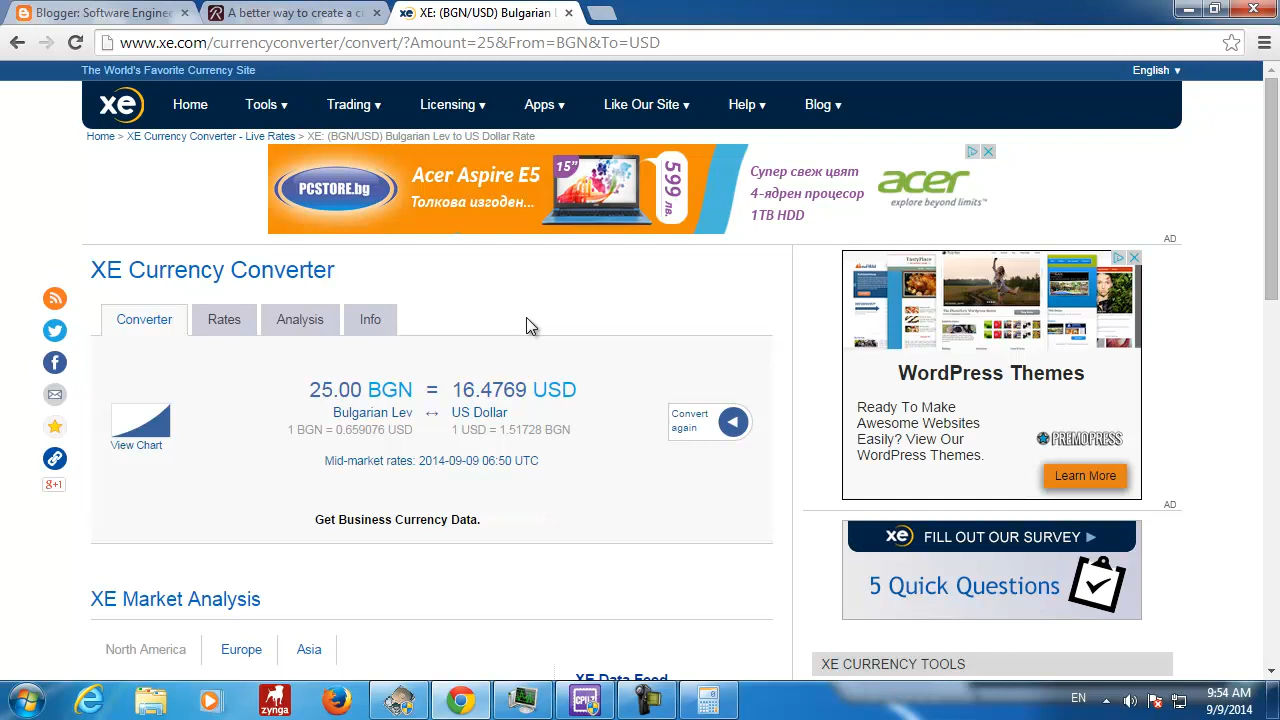 Blogger: Software Engine
A better way to create a c
XE: (BGN/USD) Bulgarian
www.xe.com/currencyconverter/convert/?Amount=25&From=BGN&To=USD
The World's Favorite Currency Site
English ▼
xe
Home
Tools ▾
Trading ▾
Licensing ▾
Apps ▾
Like Our Site ▾
Help ▾
Blog ▾
Home > XE Currency Converter - Live Rates > XE: (BGN/USD) Bulgarian Lev to US Dollar Rate
PCSTORE.bg
Acer Aspire E5
Толкова изгоден...
15"
599 лв.
Супер свеж цвят
4-ядрен процесор
1TB HDD
acer
explore beyond limits™
AD
XE Currency Converter
Converter
Rates
Analysis
Info
25.00 BGN = 16.4769 USD
Bulgarian Lev ↔ US Dollar
1 BGN = 0.659076 USD
1 USD = 1.51728 BGN
Mid-market rates: 2014-09-09 06:50 UTC
View Chart
Convert
again
Get Business Currency Data.
g+1
WordPress Themes
Ready To Make
Awesome Websites
Easily? View Our
WordPress Themes.
PREMOPRESS
Learn More
AD
xe FILL OUT OUR SURVEY ►
5 Quick Questions
XE Market Analysis
North America
Europe
Asia
XE Data Feed
XE CURRENCY TOOLS
zynga
EN
9:54 AM
9/9/2014